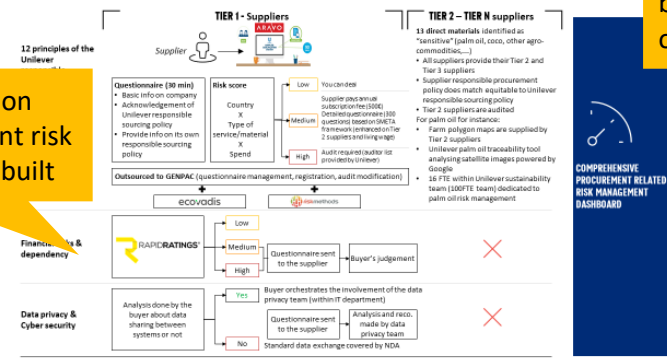 TIER 1 - Suppliers
TIER 2 – TIER N suppliers
12 principles of the
Unilever
Supplier
ARAVO
on
nt risk
built
Questionnaire (30 min)
• Basic info on company
• Acknowledgement of
Unilever responsible
sourcing policy
• Provide info on its own
responsible sourcing
policy
Risk score
Country
X
Type of
service/material
X
Spend
Low
You can deal
Medium
Supplier pays annual
subscription fee (500€)
Detailed questionnaire (300
questions) based on SMETA
framework (enhanced on Tier
2 suppliers and living wage)
High
Audit required (auditor list
provided by Unilever)
Outsourced to GENPAC (questionnaire management, registration, audit modification)
+
+
ecovadis
riskmethods
13 direct materials identified as
"sensitive" (palm oil, coco, other agro-
commodities,...)
• All suppliers provide their Tier 2 and
Tier 3 suppliers
• Supplier responsible procurement
policy does match equitable to Unilever
responsible sourcing policy
• Tier 2 suppliers are audited
For palm oil for instance:
• Farm polygon maps are supplied by
Tier 2 suppliers
• Unilever palm oil traceability tool
analysing satellite images powered by
Google
• 16 FTE within Unilever sustainability
team (100FTE team) dedicated to
palm oil risk management
COMPREHENSIVE
PROCUREMENT RELATED
RISK MANAGEMENT
DASHBOARD
&
dependency
RAPIDRATINGS
Low
Medium
High
Questionnaire sent
to the supplier
Buyer's judgement
Data privacy &
Cyber security
Analysis done by the
buyer about data
sharing between
systems or not
Yes
Buyer orchestrates the involvement of the data
privacy team (within IT department)
Questionnaire sent
to the supplier
Analysis and reco.
made by data
privacy team
No
Standard data exchange covered by NDA